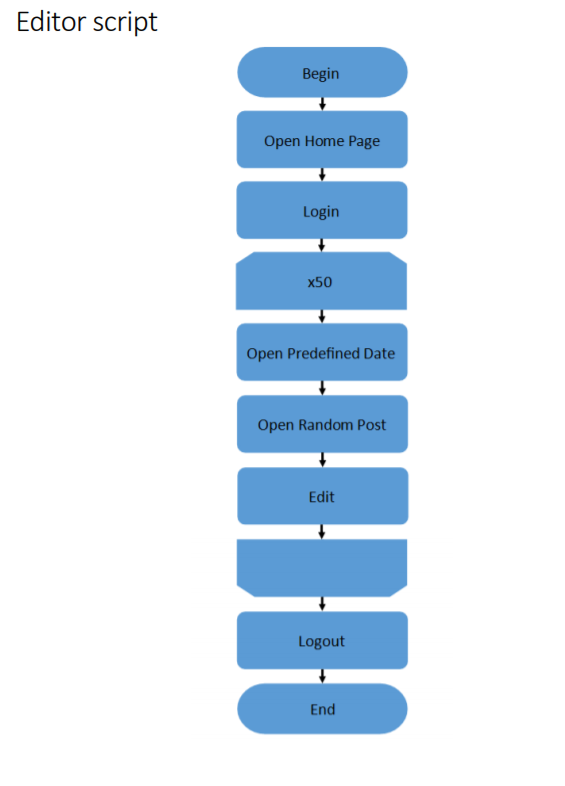 Editor script
Begin
Open Home Page
Login
x50
Open Predefined Date
Open Random Post
Edit
Logout
End